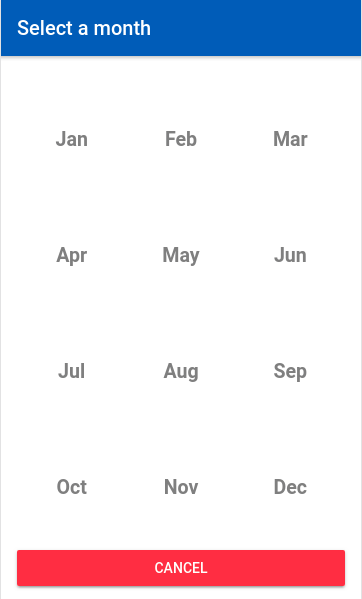 Select a month
Jan Feb Mar
Apr May Jun
Jul Aug Sep
Oct Nov Dec
CANCEL